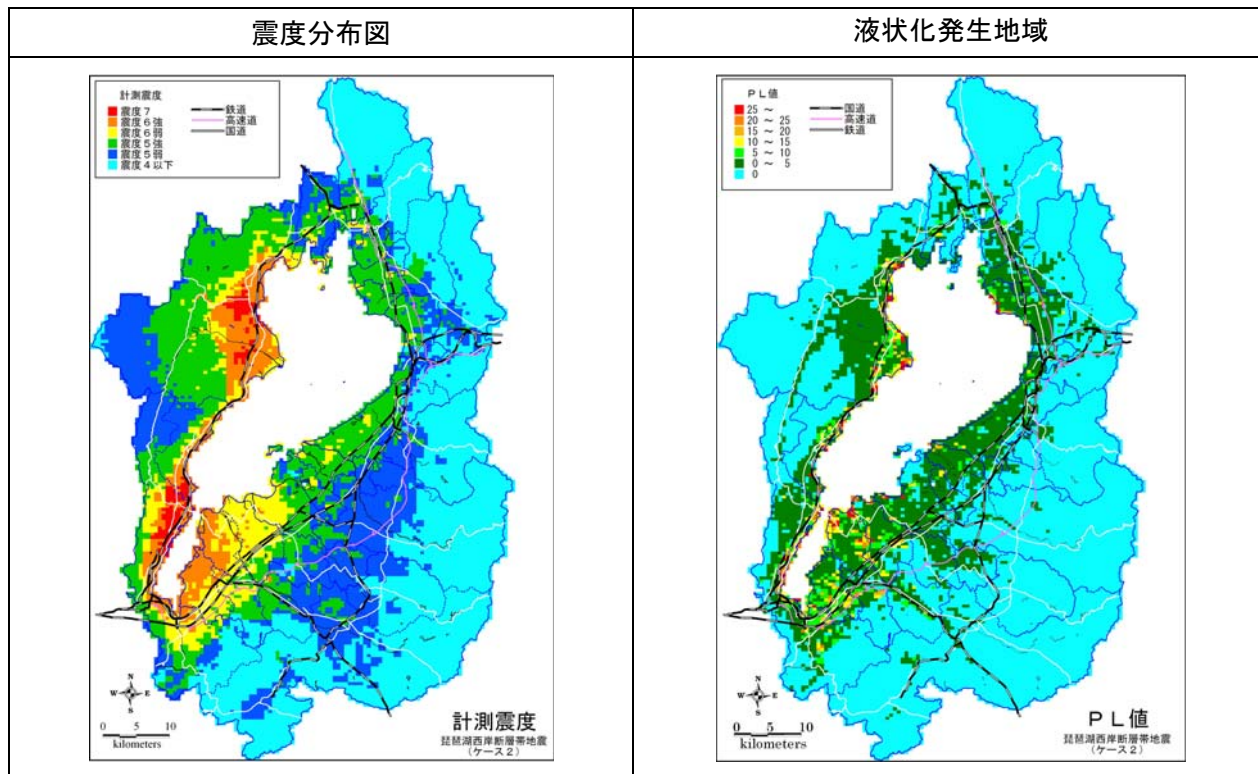 震度分布図
液状化発生地域
計測震度
震度7
震度6強
震度6弱
震度5強
震度5弱
震度4以下
鉄道
高速道
国道
N
W
E
S
0 5 10
kilometers
計測震度
琵琶湖西岸断層帯地震
(ケース2)
PL値
25 ～
20 ～ 25
15 ～ 20
10 ～ 15
5 ～ 10
0 ～ 5
0
国道
高速道
鉄道
N
W
E
S
0 5 10
kilometers
PL値
琵琶湖西岸断層帯地震
(ケース2)